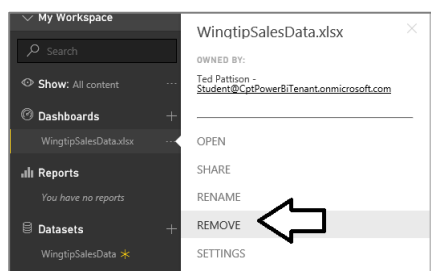 My Workspace
Search
Show: All content ...
Dashboards +
WingtipSalesData.xlsx ...
Reports
You have no reports
Datasets +
WingtipSalesData
WingtipSalesData.xlsx
OWNED BY:
Ted Pattison -
Student@CptPowerBiTenant.onmicrosoft.com
OPEN
SHARE
RENAME
REMOVE
SETTINGS